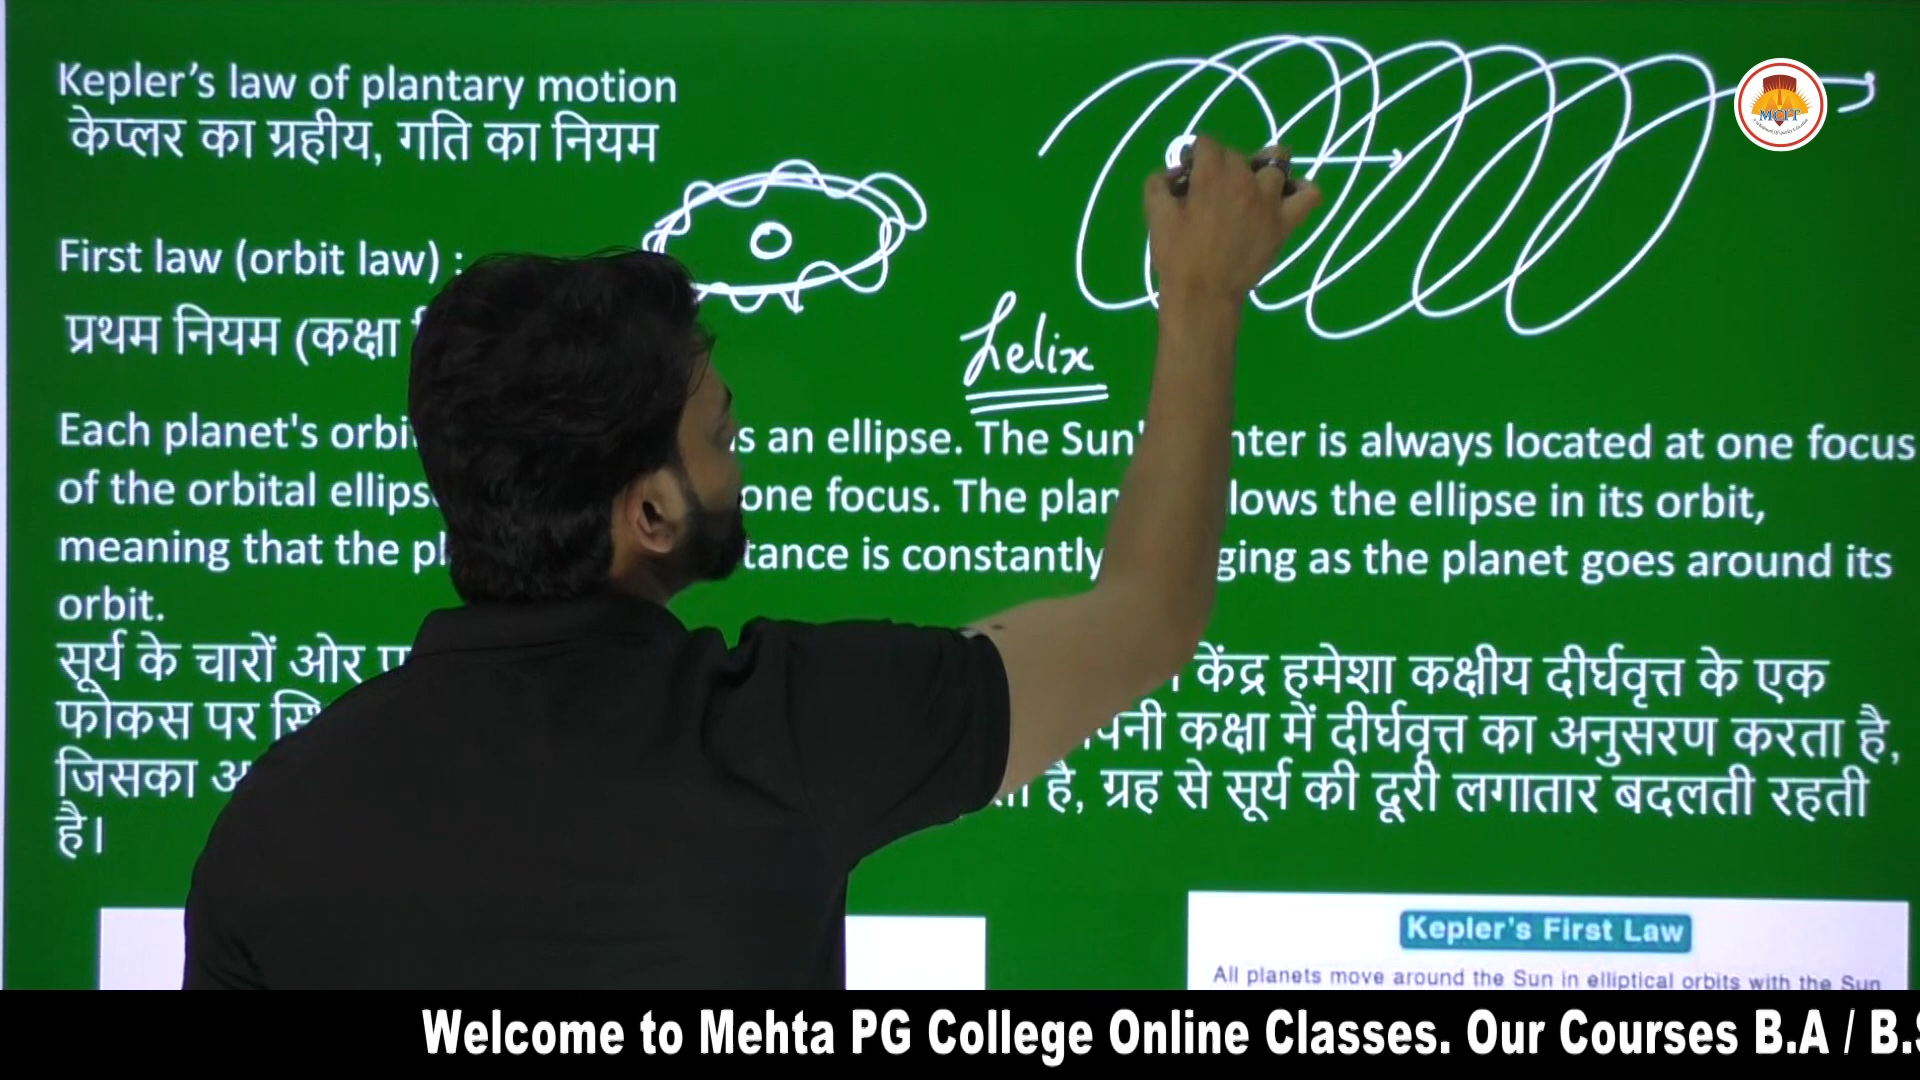 Kepler’s law of plantary motion
केप्लर का ग्रहीय, गति का नियम
First law (orbit law) :
प्रथम नियम (कक्षा
helix
Each planet's orbi s an ellipse. The Sun' nter is always located at one focus
of the orbital ellips one focus. The plan lows the ellipse in its orbit,
meaning that the pl tance is constantly ging as the planet goes around its
orbit.
सूर्य के चारों ओर केंद्र हमेशा कक्षीय दीर्घवृत्त के एक
फोकस पर पनी कक्षा में दीर्घवृत्त का अनुसरण करता है,
जिसका है, ग्रह से सूर्य की दूरी लगातार बदलती रहती
है।
Kepler's First Law
All planets move around the Sun in elliptical orbits with the Sun
MCIT
Welcome to Mehta PG College Online Classes. Our Courses B.A / B.S